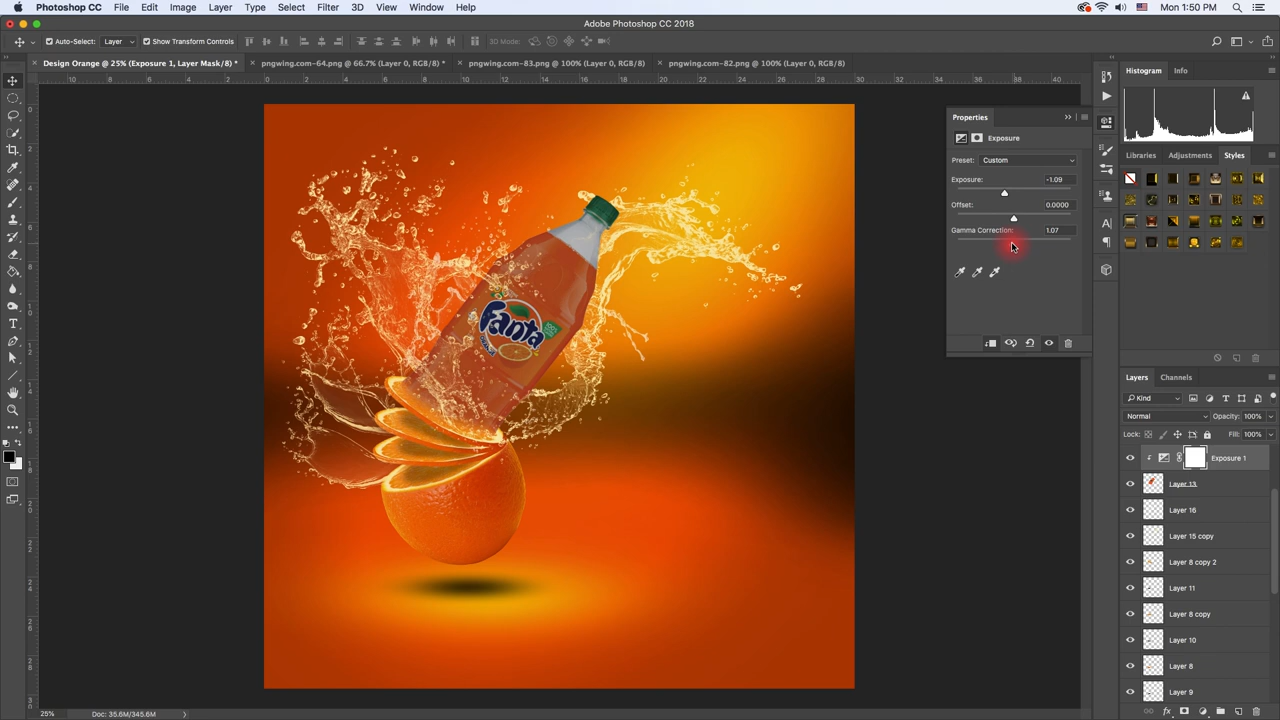 Photoshop CC File Edit Image Layer Type Select Filter 3D View Window Help Mon 1:50 PM
Adobe Photoshop CC 2018
Auto-Select: Layer Show Transform Controls 3D Mode:
Design Orange @ 25% (Exposure 1, Layer Mask/8) * pngwing.com-64.png @ 66.7% (Layer 0, RGB/8) * pngwing.com-83.png @ 100% (Layer 0, RGB/8) pngwing.com-82.png @ 100% (Layer 0, RGB/8)
Histogram Info
Properties
Exposure
Preset: Custom
Exposure: -1.09
Offset: 0.0000
Gamma Correction: 1.07
Libraries Adjustments Styles
Fanta
Layers Channels
Kind
Normal Opacity: 100%
Lock: Fill: 100%
Exposure 1
Layer 13
Layer 16
Layer 15 copy
Layer 8 copy 2
Layer 11
Layer 8 copy
Layer 10
Layer 8
Layer 9
25% Doc: 35.6M/345.6M